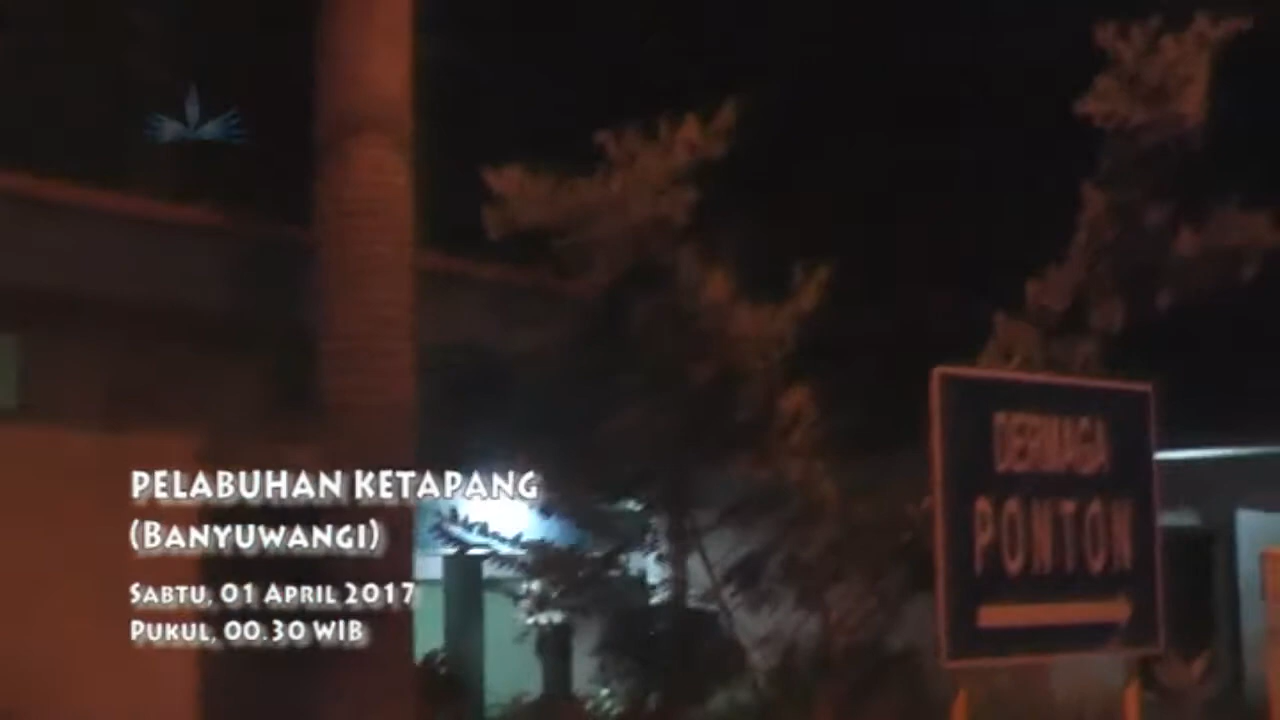 PELABUHAN KETAPANG
(BANYUWANGI)
SABTU, 01 APRIL 2017
PUKUL, 00.30 WIB
DERMAGA
PONTON